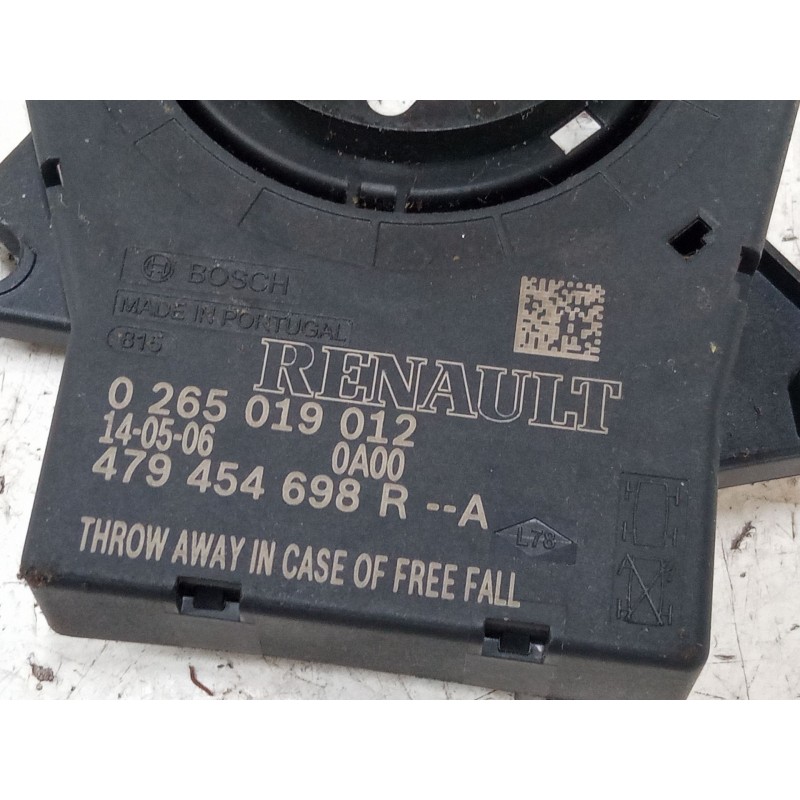 BOSCH
MADE IN PORTUGAL
815
RENAULT
0 265 019 012
14-05-06 0A00
479 454 698 R --A
L78
THROW AWAY IN CASE OF FREE FALL